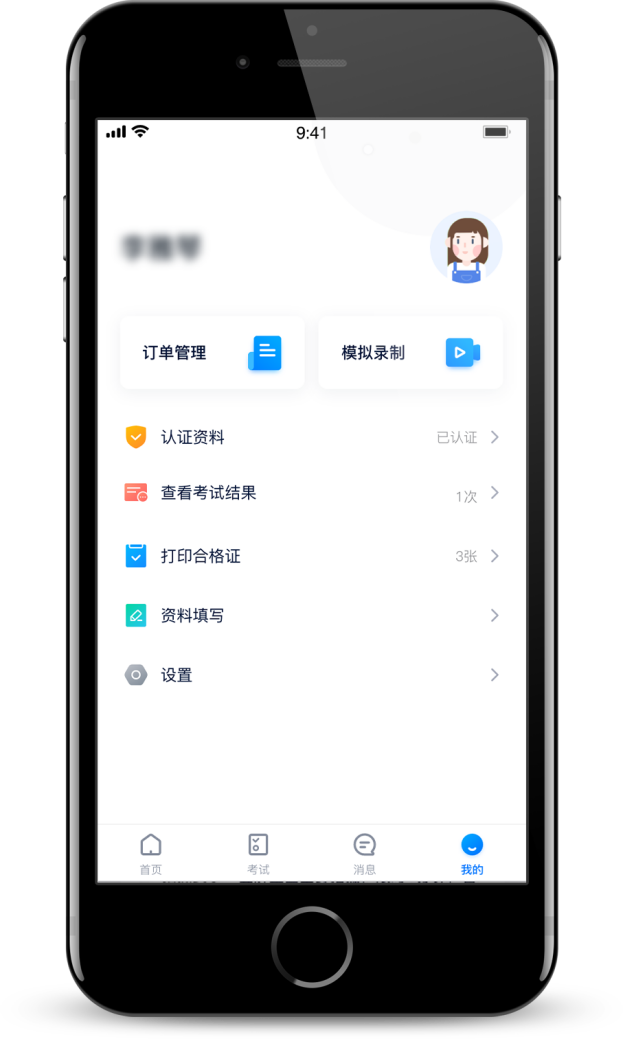 9:41
订单管理
模拟录制
认证资料
已认证
查看考试结果
1次
打印合格证
3张
资料填写
设置
首页
考试
消息
我的